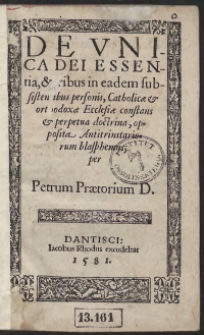 DE VNI
CA DEI ESSEN
tia, & tribus in eadem sub-
sistentibus personis, Catholicæ &
ortodoxæ Ecclesiæ constans
& perpetua doctrina, op-
posita Antitrinitario-
rum blasphemijs,
per
Petrum Prætorium D.
DANTISCI:
Iacobus Rhodus excudebat
1581.
13.161